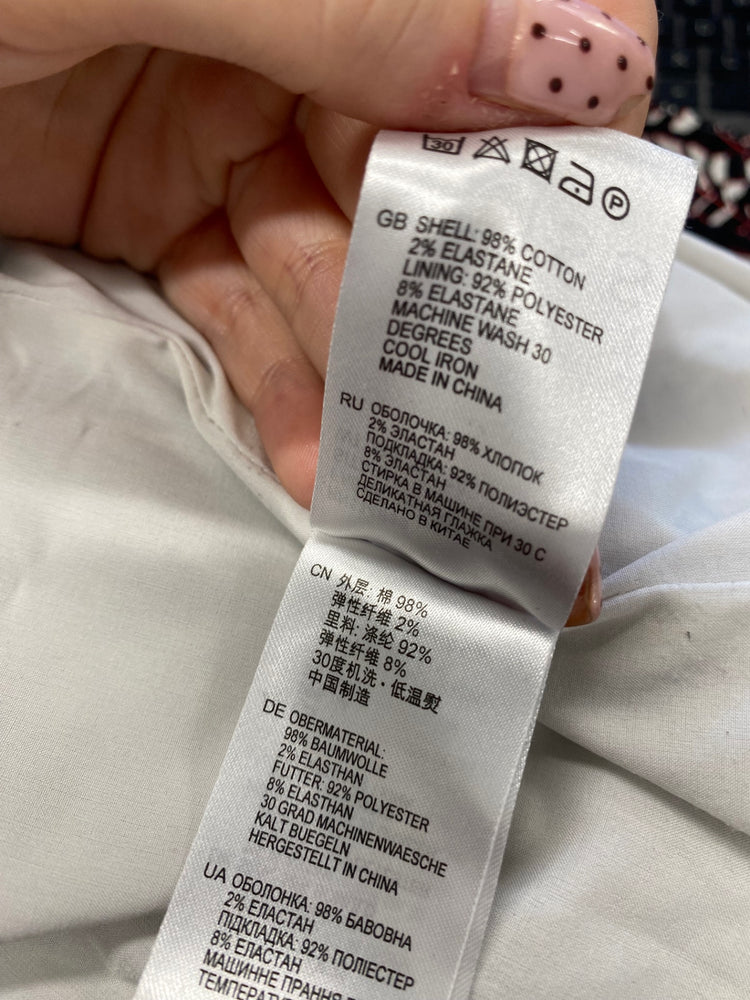 30 P
GB SHELL: 98% COTTON
2% ELASTANE
LINING: 92% POLYESTER
8% ELASTANE
MACHINE WASH 30
DEGREES
COOL IRON
MADE IN CHINA
RU ОБОЛОЧКА: 98% ХЛОПОК
2% ЭЛАСТАН
ПОДКЛАДКА: 92% ПОЛИЭСТЕР
8% ЭЛАСТАН
СТИРКА В МАШИНЕ ПРИ 30 С
ДЕЛИКАТНАЯ ГЛАЖКА
СДЕЛАНО В КИТАЕ
CN 外层: 棉 98%
弹性纤维 2%
里料: 涤纶 92%
弹性纤维 8%
30度机洗·低温熨
中国制造
DE OBERMATERIAL:
98% BAUMWOLLE
2% ELASTHAN
FUTTER: 92% POLYESTER
8% ELASTHAN
30 GRAD MACHINENWAESCHE
KALT BUEGELN
HERGESTELLT IN CHINA
UA ОБОЛОНКА: 98% БАВОВНА
2% ЕЛАСТАН
ПІДКЛАДКА: 92% ПОЛІЕСТЕР
8% ЕЛАСТАН
МАШИННЕ ПРАННЯ